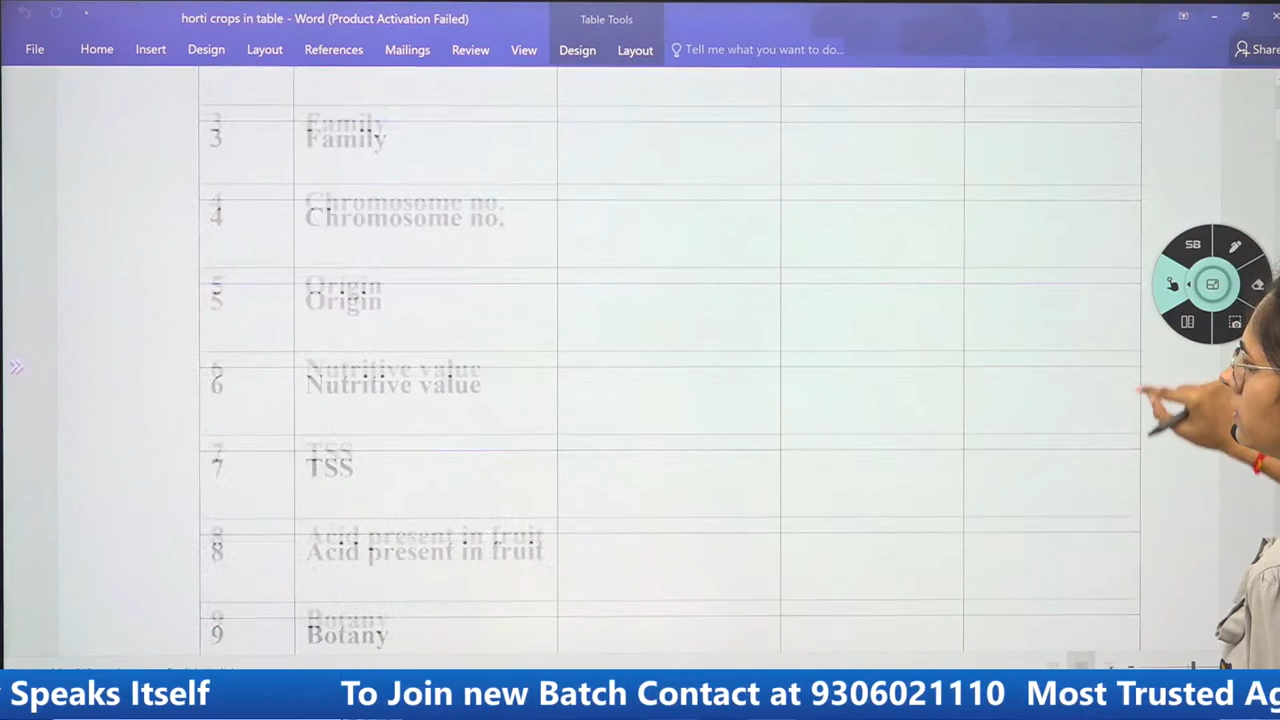 horti crops in table - Word (Product Activation Failed)
Table Tools
File Home Insert Design Layout References Mailings Review View Design Layout Tell me what you want to do... Share
3 Family
4 Chromosome no.
5 Origin
SB
6 Nutritive value
7 TSS
8 Acid present in fruit
9 Botany
Speaks Itself To Join new Batch Contact at 9306021110 Most Trusted